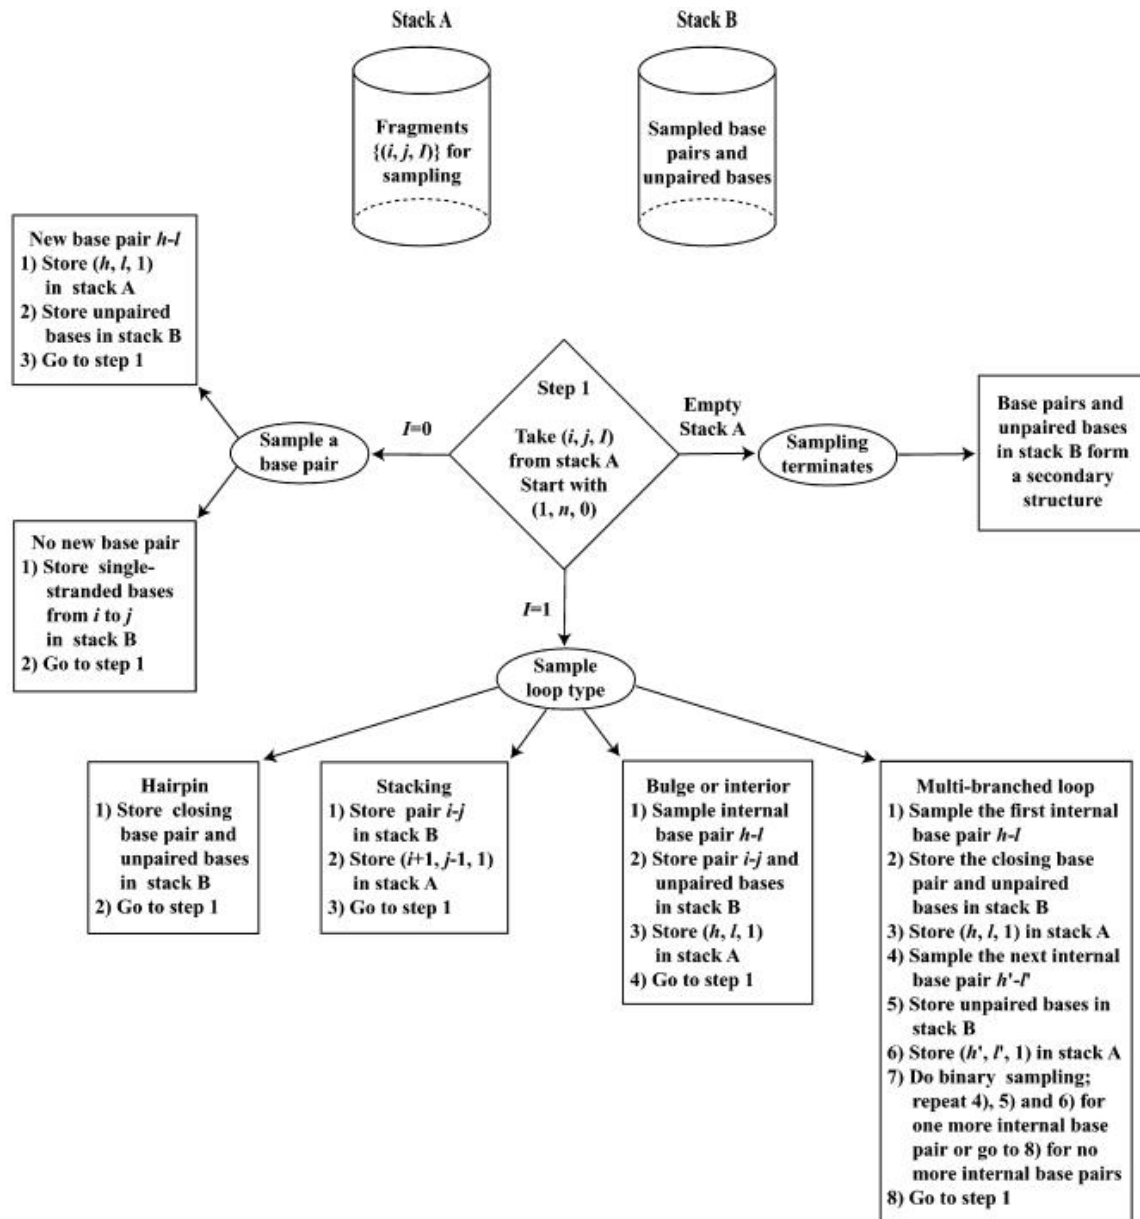 Stack A
Stack B
Fragments
{(i, j, I)} for
sampling
Sampled base
pairs and
unpaired bases
New base pair h-l
1) Store (h, l, 1)
in stack A
2) Store unpaired
bases in stack B
3) Go to step 1
Step 1
Take (i, j, I)
from stack A
Start with
(1, n, 0)
I=0
Sample a
base pair
Empty
Stack A
Sampling
terminates
Base pairs and
unpaired bases
in stack B form
a secondary
structure
No new base pair
1) Store single-
stranded bases
from i to j
in stack B
2) Go to step 1
I=1
Sample
loop type
Hairpin
1) Store closing
base pair and
unpaired bases
in stack B
2) Go to step 1
Stacking
1) Store pair i-j
in stack B
2) Store (i+1, j-1, 1)
in stack A
3) Go to step 1
Bulge or interior
1) Sample internal
base pair h-l
2) Store pair i-j and
unpaired bases
in stack B
3) Store (h, l, 1)
in stack A
4) Go to step 1
Multi-branched loop
1) Sample the first internal
base pair h-l
2) Store the closing base
pair and unpaired
bases in stack B
3) Store (h, l, 1) in stack A
4) Sample the next internal
base pair h'-l'
5) Store unpaired bases in
stack B
6) Store (h', l', 1) in stack A
7) Do binary sampling;
repeat 4), 5) and 6) for
one more internal base
pair or go to 8) for no
more internal base pairs
8) Go to step 1